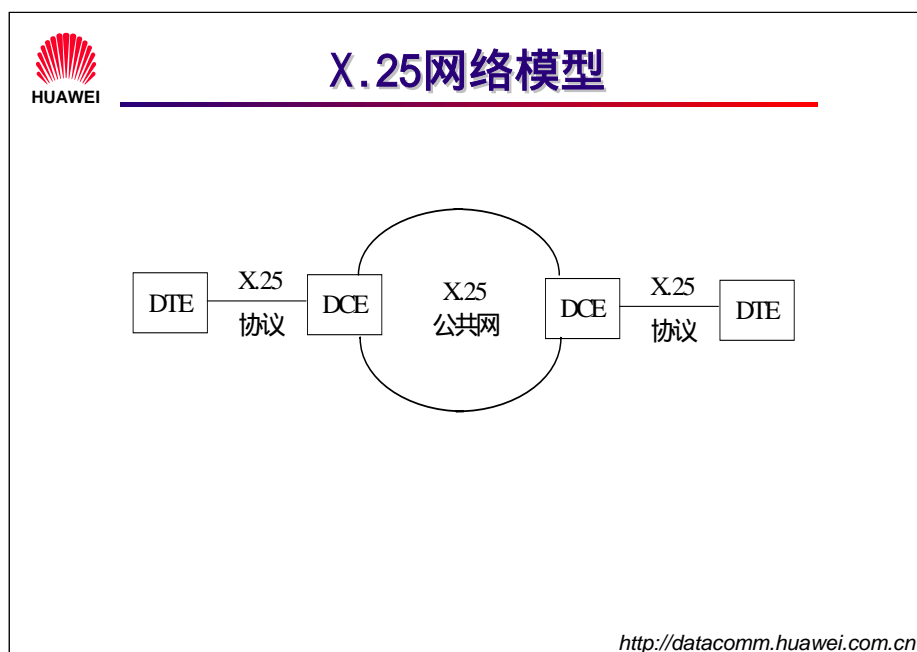 X.25网络模型
HUAWEI
DTE
X.25
协议
DCE
X.25
公共网
DCE
X.25
协议
DTE
http://datacomm.huawei.com.cn